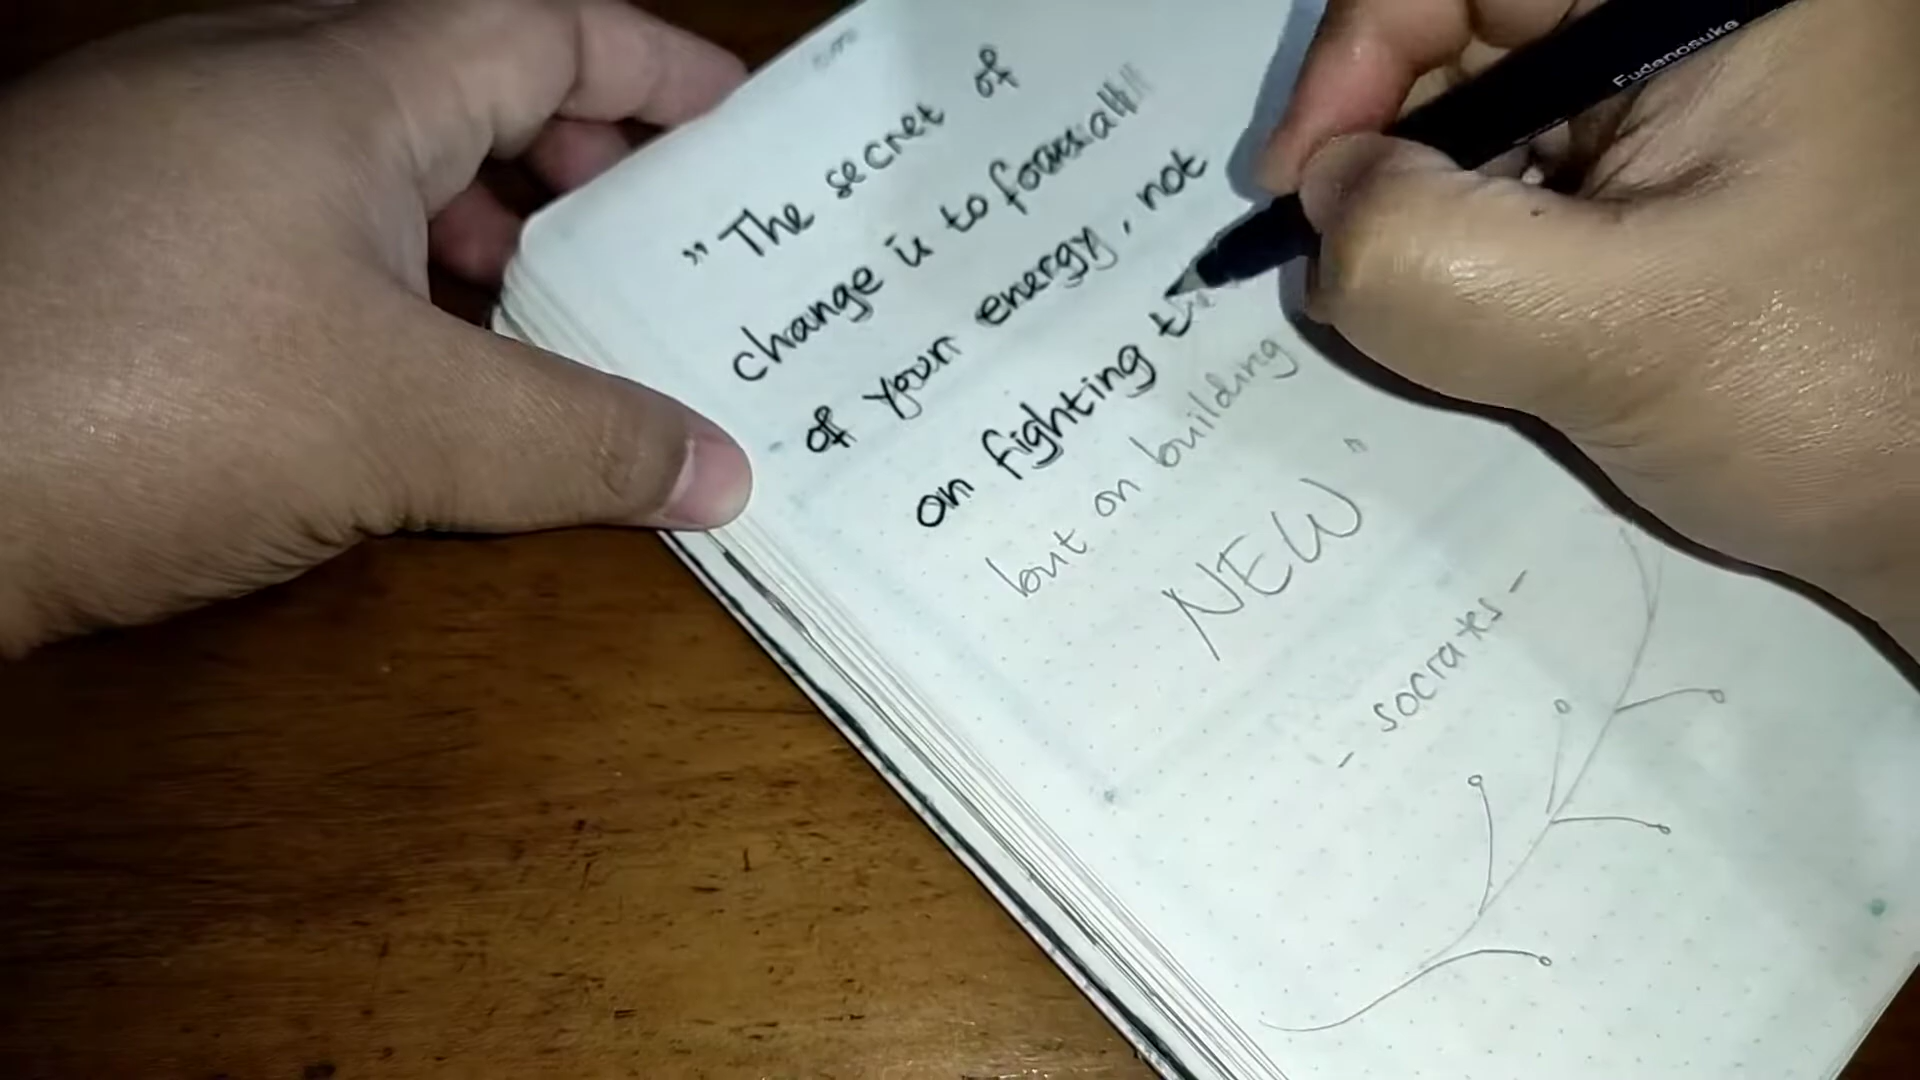 „ The secret of
change is to focus all
of your energy, not
on fighting
but on building
NEW "
- socrates -
Fudenosuke